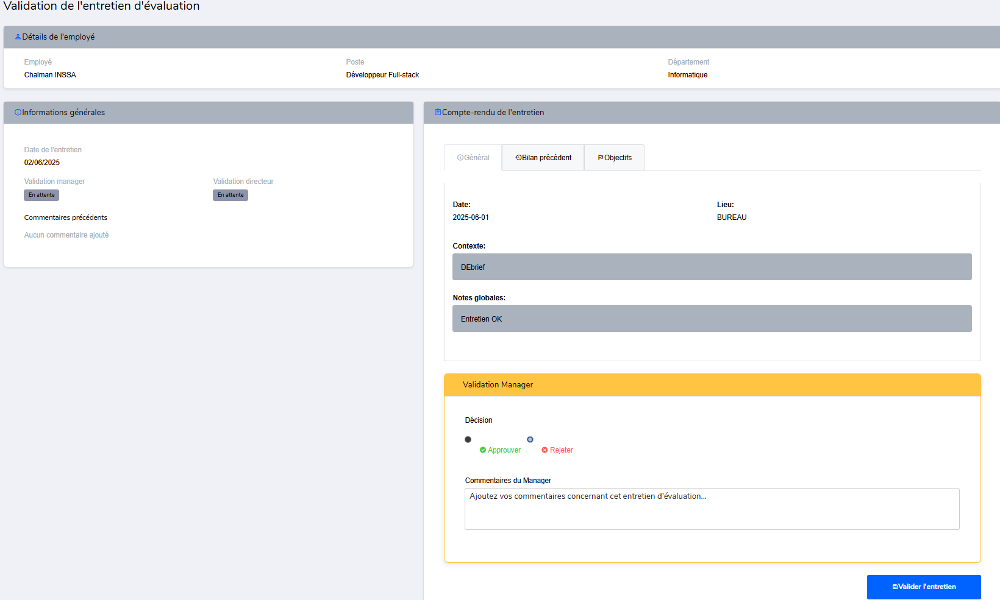 Validation de l'entretien d'évaluation
Détails de l'employé
Employé
Chalman INSSA
Poste
Développeur Full-stack
Département
Informatique
Informations générales
Date de l'entretien
02/06/2025
Validation manager
En attente
Validation directeur
En attente
Commentaires précédents
Aucun commentaire ajouté
Compte-rendu de l'entretien
Général
Bilan précédent
Objectifs
Date:
2025-06-01
Lieu:
BUREAU
Contexte:
DEbrief
Notes globales:
Entretien OK
Validation Manager
Décision
Approuver
Rejeter
Commentaires du Manager
Ajoutez vos commentaires concernant cet entretien d'évaluation...
Valider l'entretien